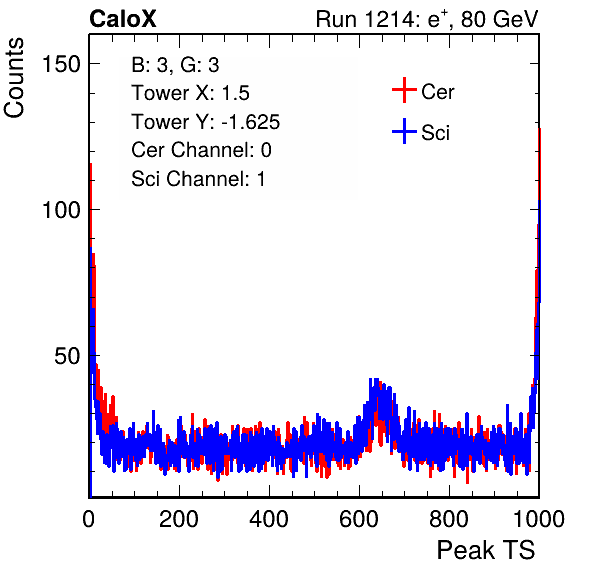 CaloX Run 1214: e⁺, 80 GeV
B: 3, G: 3
Tower X: 1.5
Tower Y: -1.625
Cer Channel: 0
Sci Channel: 1
Cer
Sci
Counts
150
100
50
0 200 400 600 800 1000
Peak TS